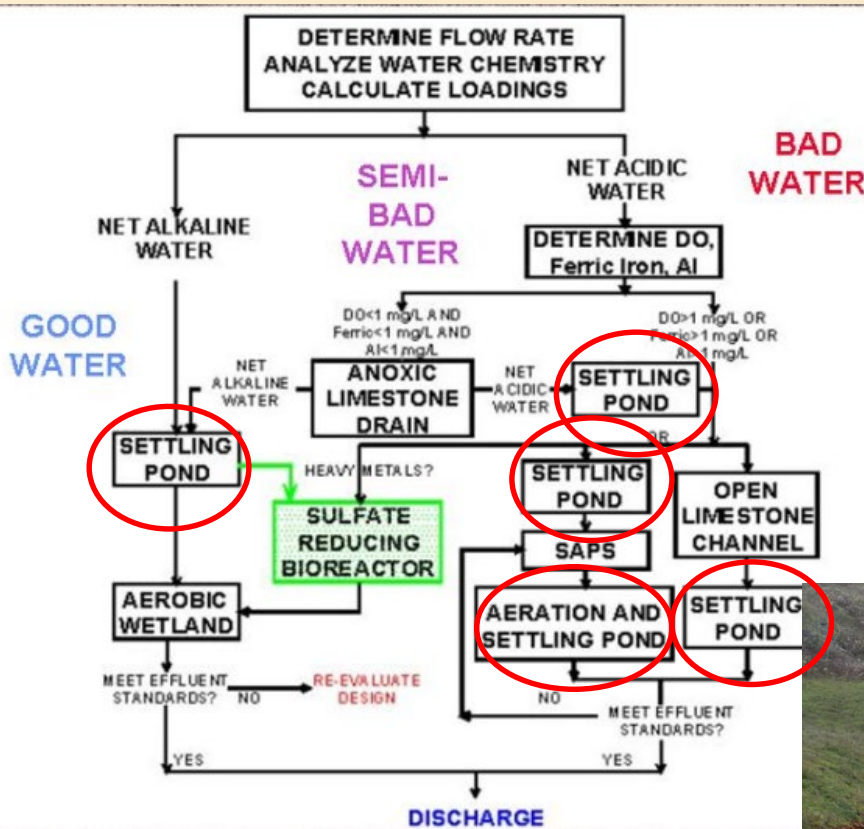 DETERMINE FLOW RATE
ANALYZE WATER CHEMISTRY
CALCULATE LOADINGS
BAD
WATER
SEMI-
BAD
WATER
NET ACIDIC
WATER
NET ALKALINE
WATER
DETERMINE DO,
Ferric Iron, Al
GOOD
WATER
DO<1 mg/L AND
Ferric<1 mg/L AND
Al<1 mg/L
DO>1 mg/L OR
Ferric>1 mg/L OR
Al>1 mg/L
NET
ALKALINE
WATER
ANOXIC
LIMESTONE
DRAIN
NET
ACIDIC
WATER
SETTLING
POND
OR
SETTLING
POND
HEAVY METALS?
SETTLING
POND
OPEN
LIMESTONE
CHANNEL
SULFATE
REDUCING
BIOREACTOR
SAPS
AEROBIC
WETLAND
AERATION AND
SETTLING POND
SETTLING
POND
MEET EFFLUENT
STANDARDS?
NO
RE-EVALUATE
DESIGN
NO
MEET EFFLUENT
STANDARDS?
YES
YES
DISCHARGE